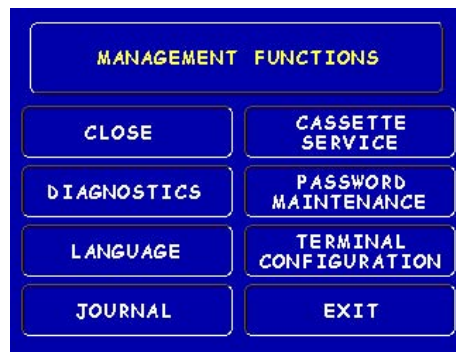 MANAGEMENT FUNCTIONS
CLOSE
CASSETTE
SERVICE
DIAGNOSTICS
PASSWORD
MAINTENANCE
LANGUAGE
TERMINAL
CONFIGURATION
JOURNAL
EXIT